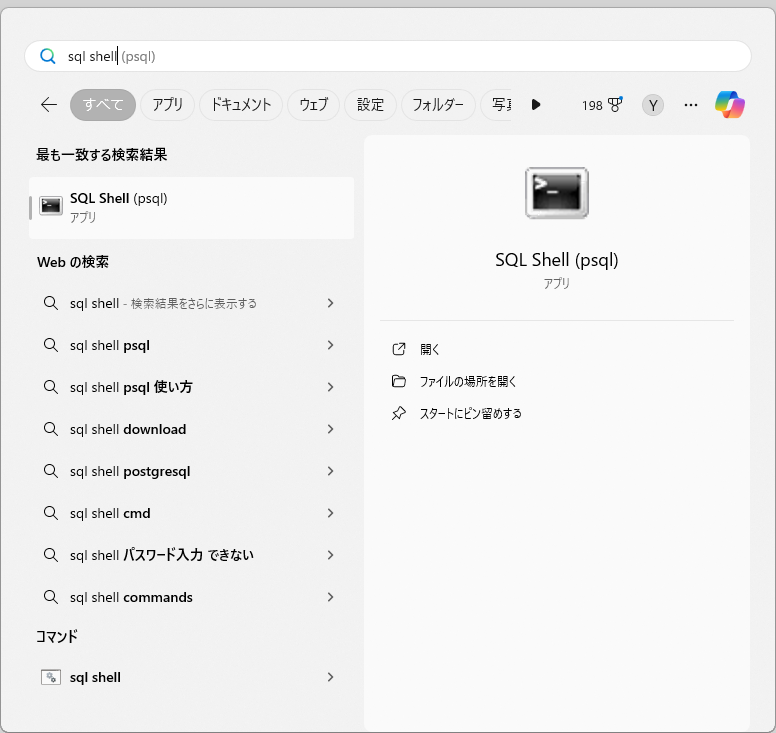 sql shell (psql)
すべて
アプリ
ドキュメント
ウェブ
設定
フォルダー
写真
198
Y
最も一致する検索結果
SQL Shell (psql)
アプリ
Web の検索
sql shell - 検索結果をさらに表示する
sql shell psql
sql shell psql 使い方
sql shell download
sql shell postgresql
sql shell cmd
sql shell パスワード入力 できない
sql shell commands
コマンド
sql shell
SQL Shell (psql)
アプリ
開く
ファイルの場所を開く
スタートにピン留めする